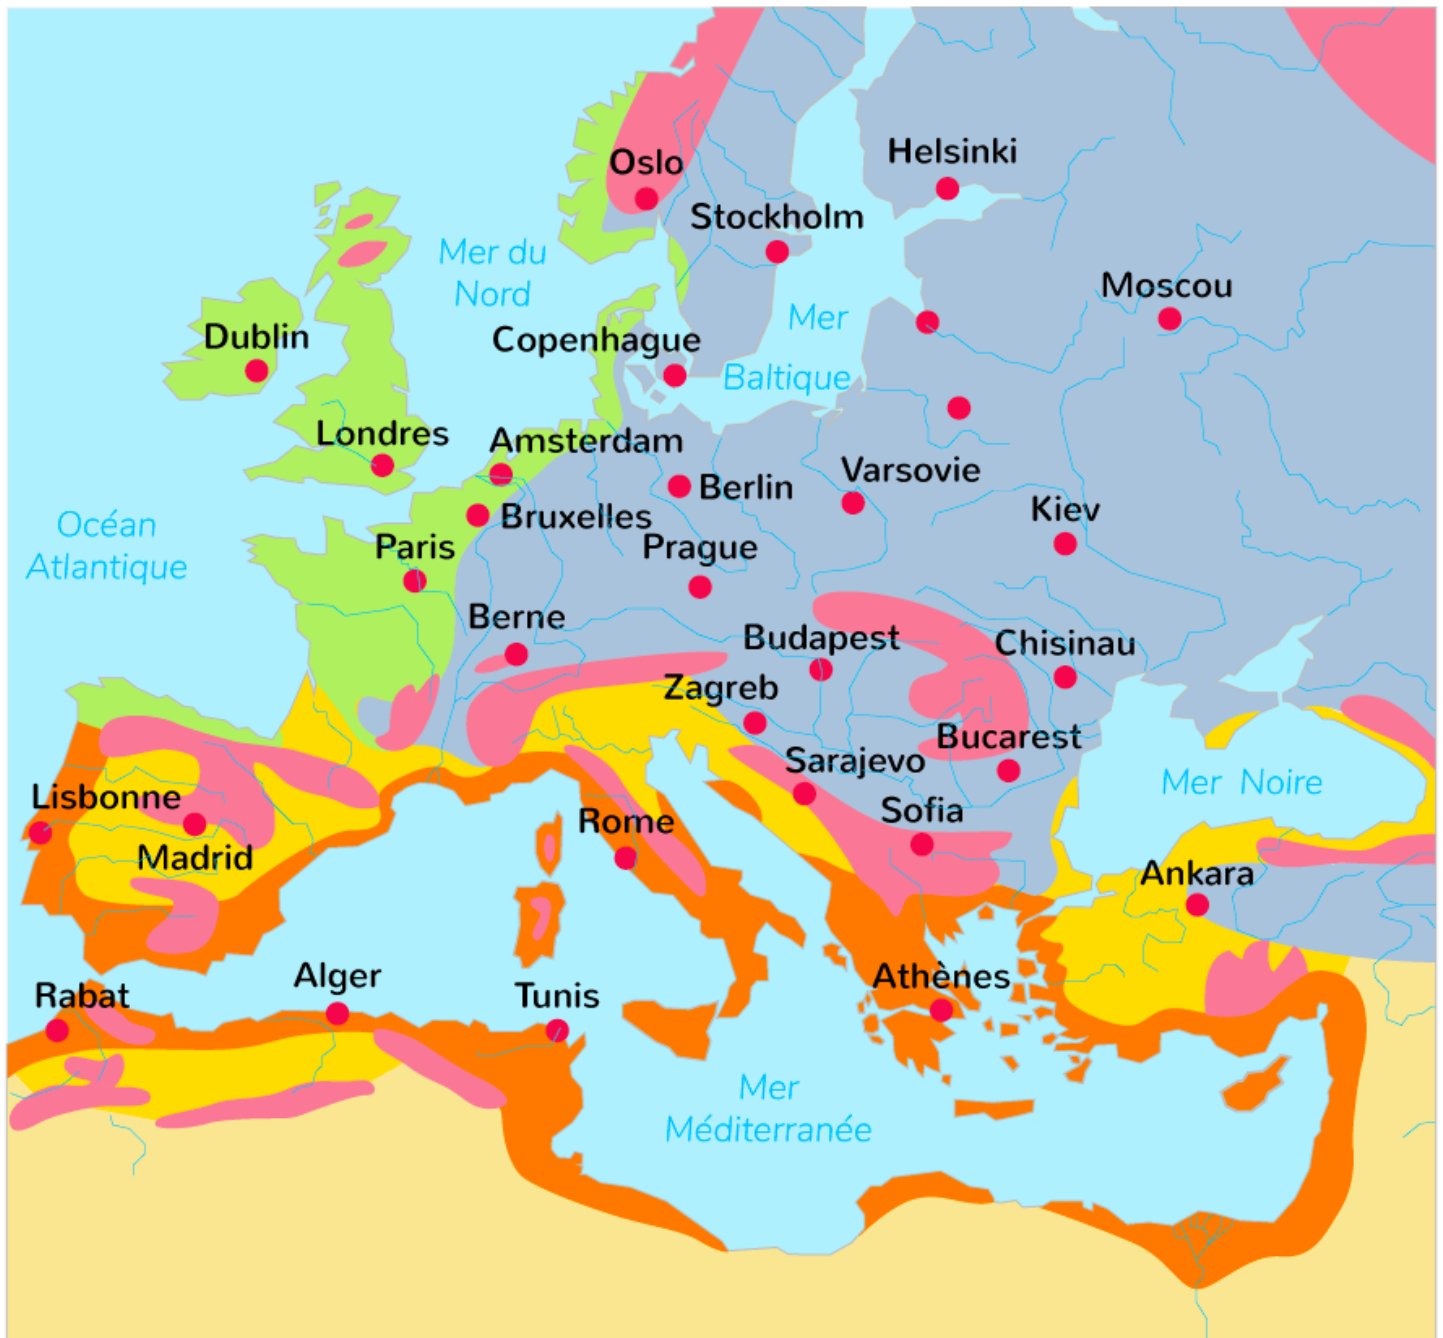 Oslo
Helsinki
Stockholm
Mer du
Nord
Moscou
Dublin
Mer
Copenhague
Baltique
Londres
Amsterdam
Varsovie
Berlin
Kiev
Bruxelles
Océan
Atlantique
Paris
Prague
Berne
Budapest
Chisinau
Zagreb
Bucarest
Sarajevo
Mer Noire
Lisbonne
Sofia
Rome
Madrid
Ankara
Alger
Athènes
Rabat
Tunis
Mer
Méditerranée